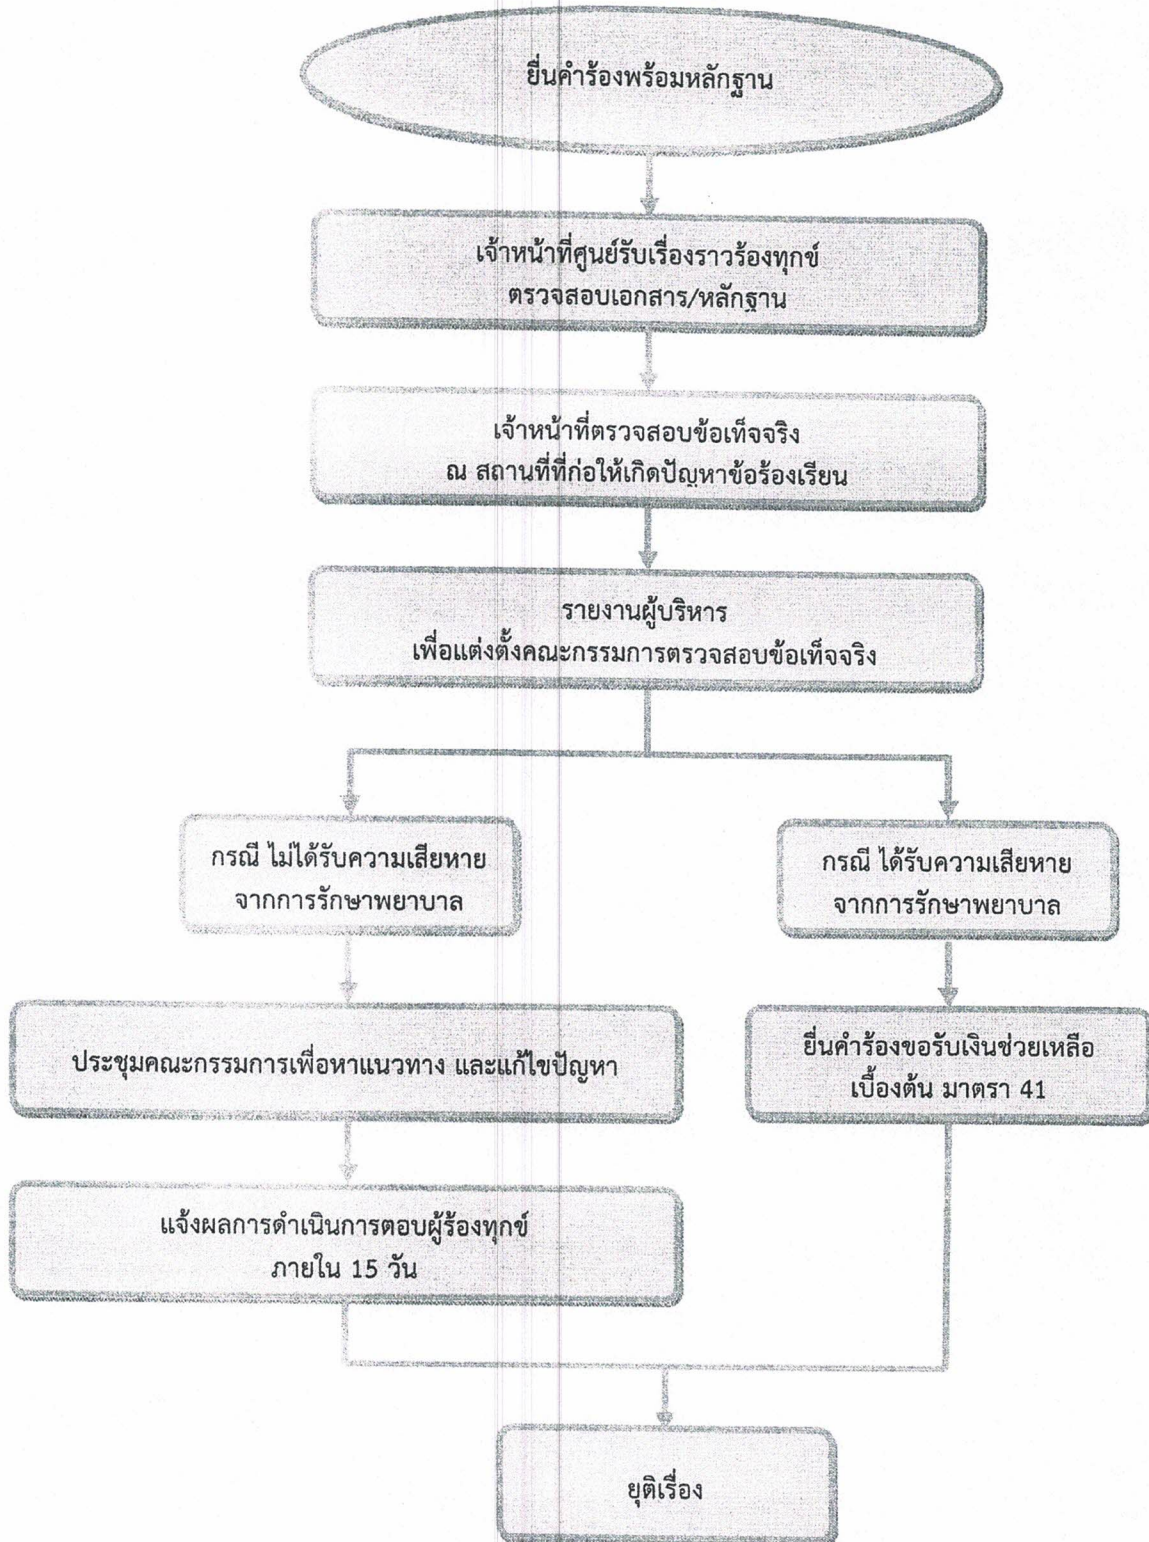 ยื่นคำร้องพร้อมหลักฐาน
เจ้าหน้าที่ศูนย์รับเรื่องราวร้องทุกข์
ตรวจสอบเอกสาร/หลักฐาน
เจ้าหน้าที่ตรวจสอบข้อเท็จจริง
ณ สถานที่ที่ก่อให้เกิดปัญหาข้อร้องเรียน
รายงานผู้บริหาร
เพื่อแต่งตั้งคณะกรรมการตรวจสอบข้อเท็จจริง
กรณี ไม่ได้รับความเสียหาย
จากการรักษาพยาบาล
กรณี ได้รับความเสียหาย
จากการรักษาพยาบาล
ประชุมคณะกรรมการเพื่อหาแนวทาง และแก้ไขปัญหา
ยื่นคำร้องขอรับเงินช่วยเหลือ
เบื้องต้น มาตรา 41
แจ้งผลการดำเนินการตอบผู้ร้องทุกข์
ภายใน 15 วัน
ยุติเรื่อง